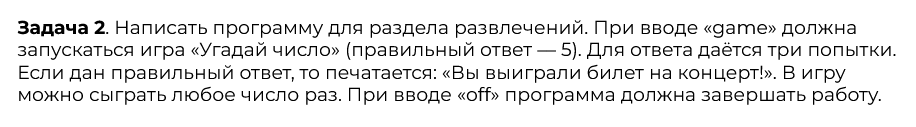 Задача 2. Написать программу для раздела развлечений. При вводе «game» должна
запускаться игра «Угадай число» (правильный ответ — 5). Для ответа даётся три попытки.
Если дан правильный ответ, то печатается: «Вы выиграли билет на концерт!». В игру
можно сыграть любое число раз. При вводе «off» программа должна завершать работу.